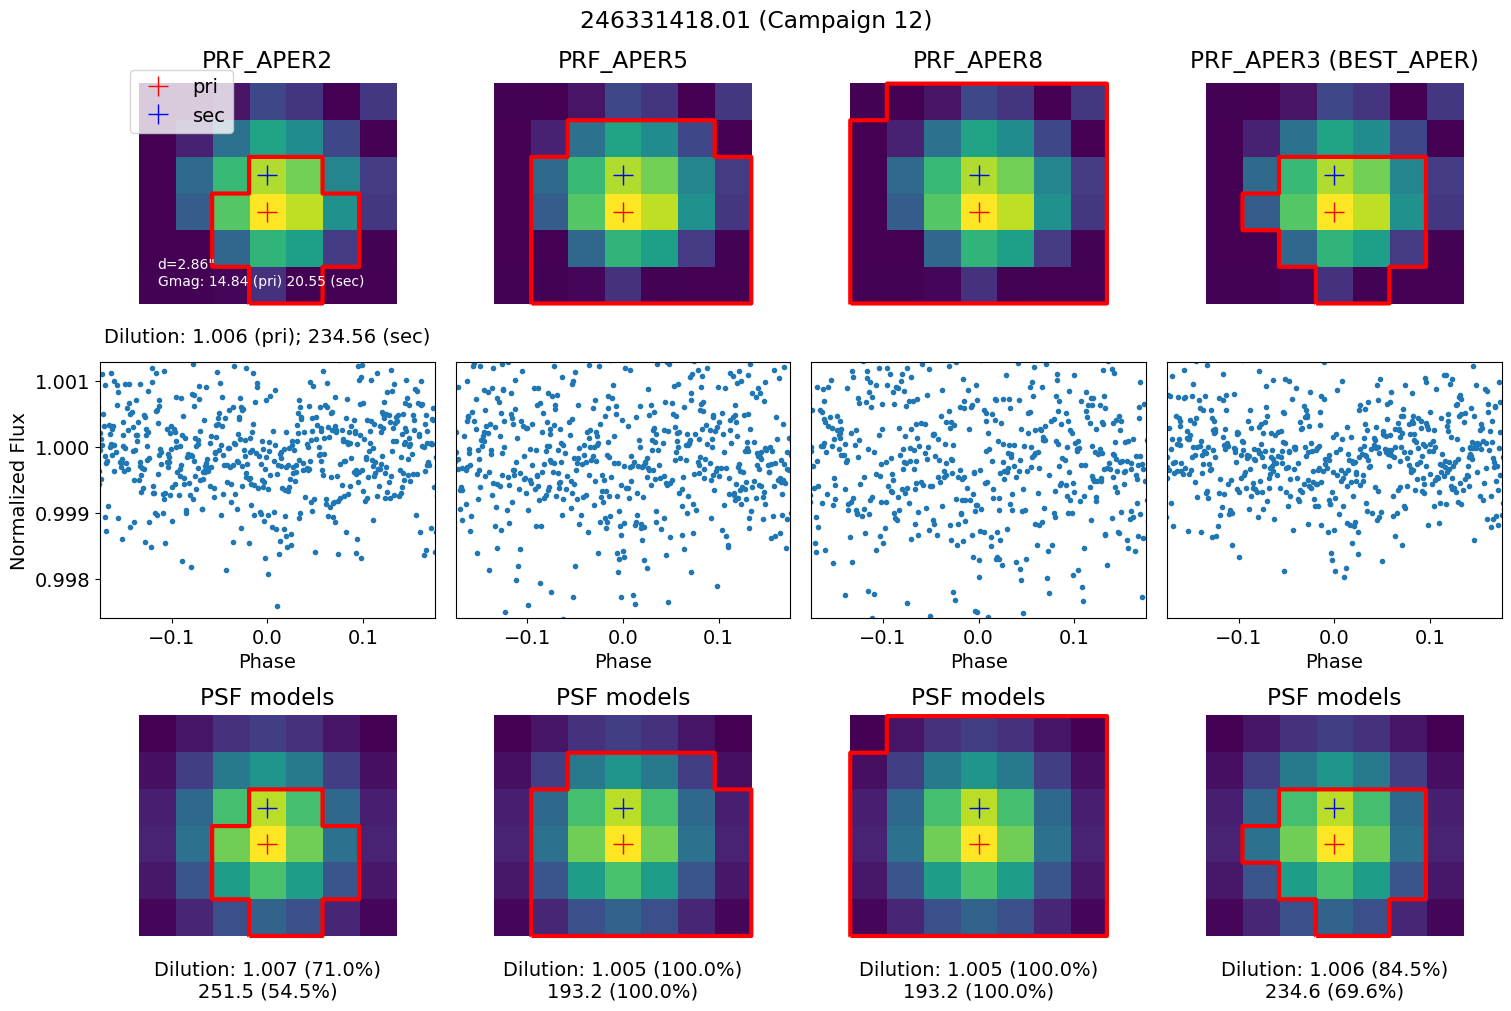 246331418.01 (Campaign 12)
PRF_APER2
PRF_APER5
PRF_APER8
PRF_APER3 (BEST_APER)
pri
sec
d=2.86"
Gmag: 14.84 (pri) 20.55 (sec)
Dilution: 1.006 (pri); 234.56 (sec)
Normalized Flux
1.001
1.000
0.999
0.998
−0.1 0.0 0.1
−0.1 0.0 0.1
−0.1 0.0 0.1
−0.1 0.0 0.1
Phase
Phase
Phase
Phase
PSF models
PSF models
PSF models
PSF models
Dilution: 1.007 (71.0%)
251.5 (54.5%)
Dilution: 1.005 (100.0%)
193.2 (100.0%)
Dilution: 1.005 (100.0%)
193.2 (100.0%)
Dilution: 1.006 (84.5%)
234.6 (69.6%)